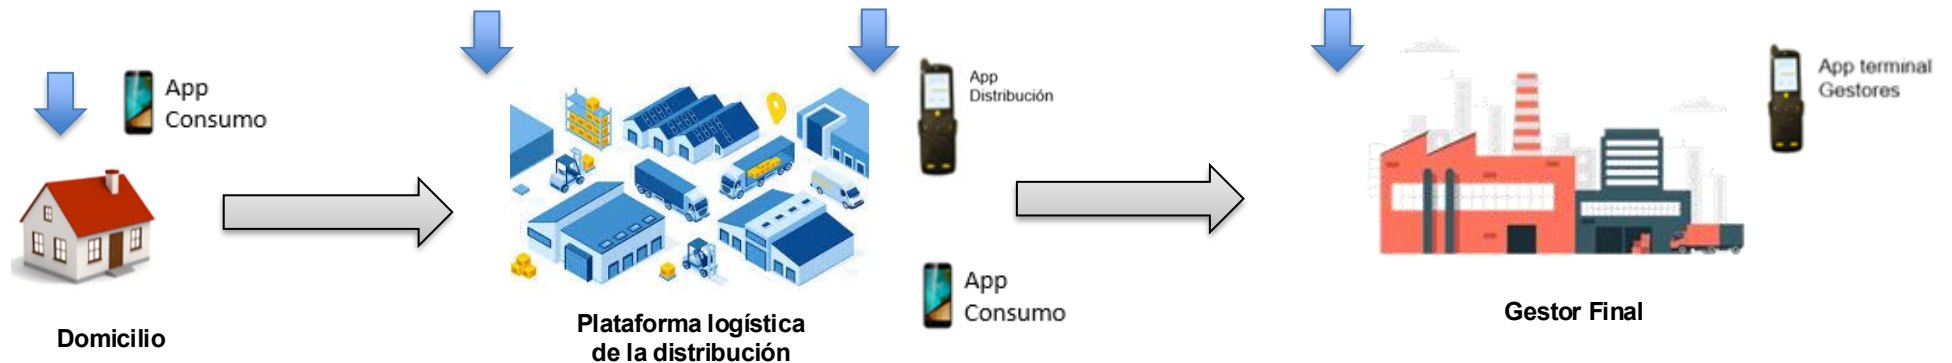 App
Consumo
Domicilio
Plataforma logística
de la distribución
App
Distribución
App
Consumo
App terminal
Gestores
Gestor Final